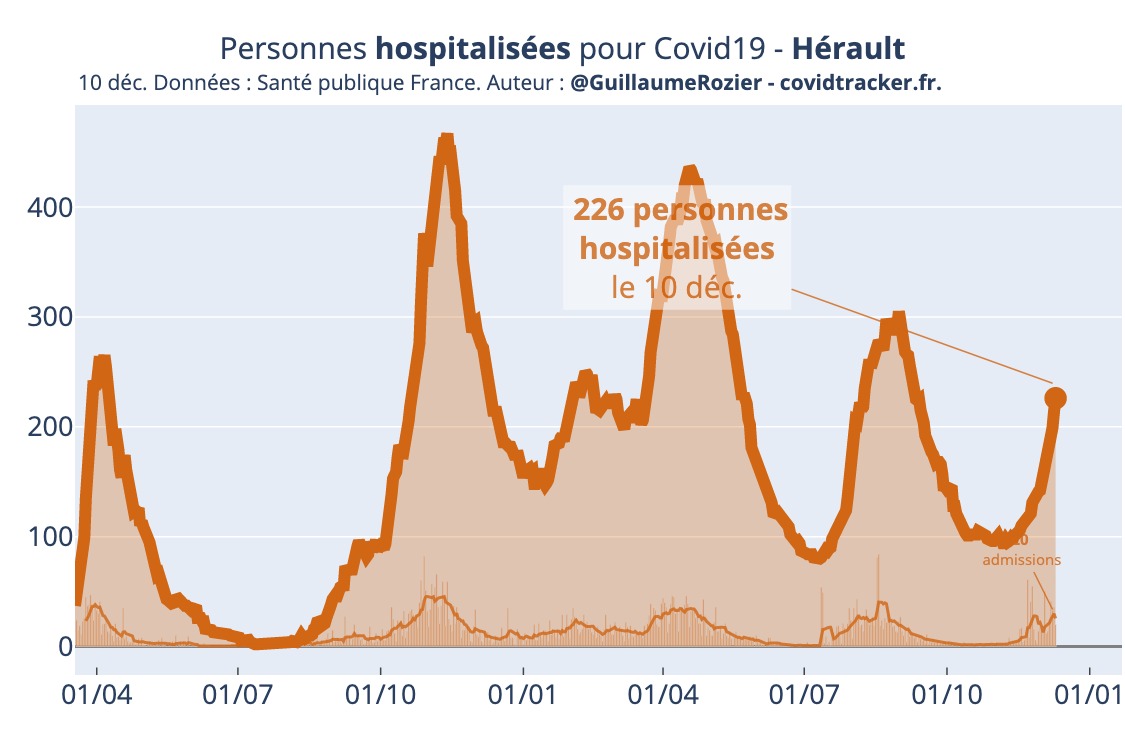 Personnes hospitalisées pour Covid19 - Hérault
10 déc. Données : Santé publique France. Auteur : @GuillaumeRozier - covidtracker.fr.
400
300
200
100
0
226 personnes
hospitalisées
le 10 déc.
admissions
01/04
01/07
01/10
01/01
01/04
01/07
01/10
01/01